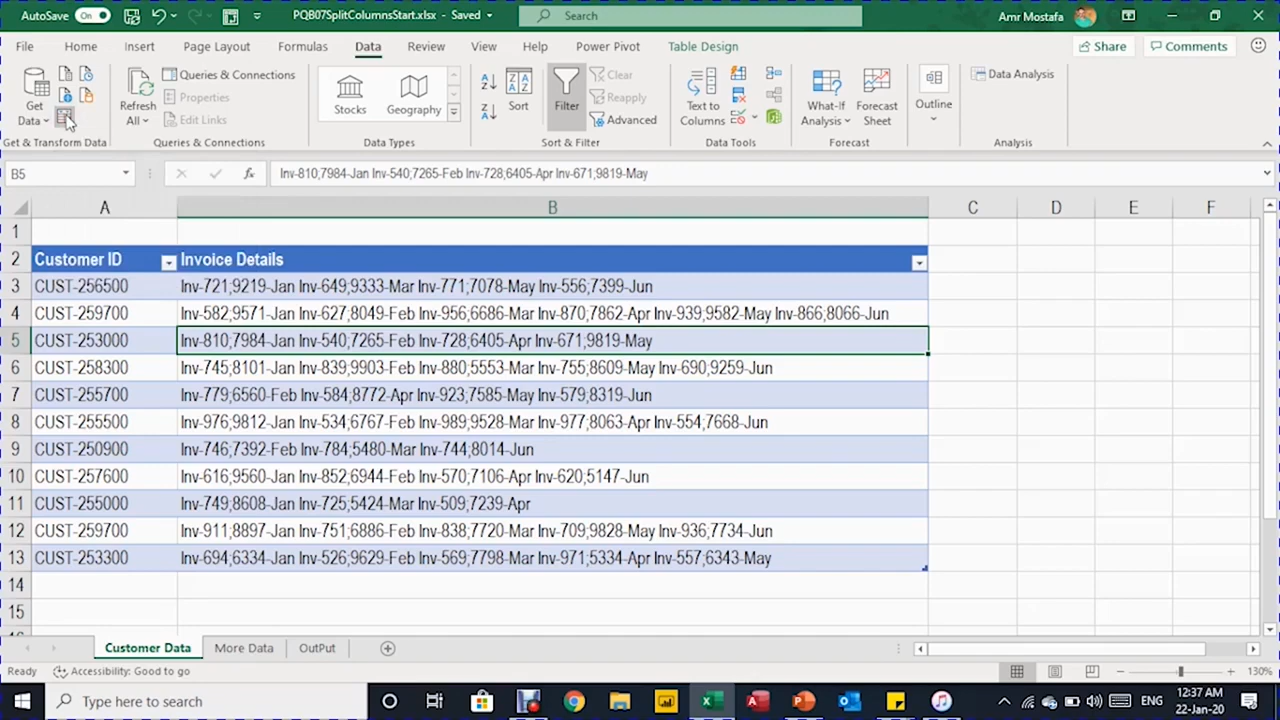 AutoSave On PQB07SplitColumnsStart.xlsx - Saved Search Amr Mostafa
File Home Insert Page Layout Formulas Data Review View Help Power Pivot Table Design Share Comments
Get Data
Refresh All
Queries & Connections
Properties
Edit Links
Stocks
Geography
Sort
Filter
Clear
Reapply
Advanced
Text to Columns
What-If Analysis
Forecast Sheet
Outline
Data Analysis
Get & Transform Data Queries & Connections Data Types Sort & Filter Data Tools Forecast Analysis
B5 fx Inv-810,7984-Jan Inv-540,7265-Feb Inv-728,6405-Apr Inv-671,9819-May
A B C D E F
1
2 Customer ID Invoice Details
3 CUST-256500 Inv-721;9219-Jan Inv-649;9333-Mar Inv-771;7078-May Inv-556;7399-Jun
4 CUST-259700 Inv-582;9571-Jan Inv-627;8049-Feb Inv-956;6686-Mar Inv-870;7862-Apr Inv-939;9582-May Inv-866;8066-Jun
5 CUST-253000 Inv-810;7984-Jan Inv-540;7265-Feb Inv-728;6405-Apr Inv-671;9819-May
6 CUST-258300 Inv-745;8101-Jan Inv-839;9903-Feb Inv-880;5553-Mar Inv-755;8609-May Inv-690;9259-Jun
7 CUST-255700 Inv-779;6560-Feb Inv-584;8772-Apr Inv-923;7585-May Inv-579;8319-Jun
8 CUST-255500 Inv-976;9812-Jan Inv-534;6767-Feb Inv-989;9528-Mar Inv-977;8063-Apr Inv-554;7668-Jun
9 CUST-250900 Inv-746;7392-Feb Inv-784;5480-Mar Inv-744;8014-Jun
10 CUST-257600 Inv-616;9560-Jan Inv-852;6944-Feb Inv-570;7106-Apr Inv-620;5147-Jun
11 CUST-255000 Inv-749;8608-Jan Inv-725;5424-Mar Inv-509;7239-Apr
12 CUST-259700 Inv-911;8897-Jan Inv-751;6886-Feb Inv-838;7720-Mar Inv-709;9828-May Inv-936;7734-Jun
13 CUST-253300 Inv-694;6334-Jan Inv-526;9629-Feb Inv-569;7798-Mar Inv-971;5334-Apr Inv-557;6343-May
14
15
Customer Data More Data OutPut
Ready Accessibility: Good to go 130%
Type here to search ENG 12:37 AM
22-Jan-20